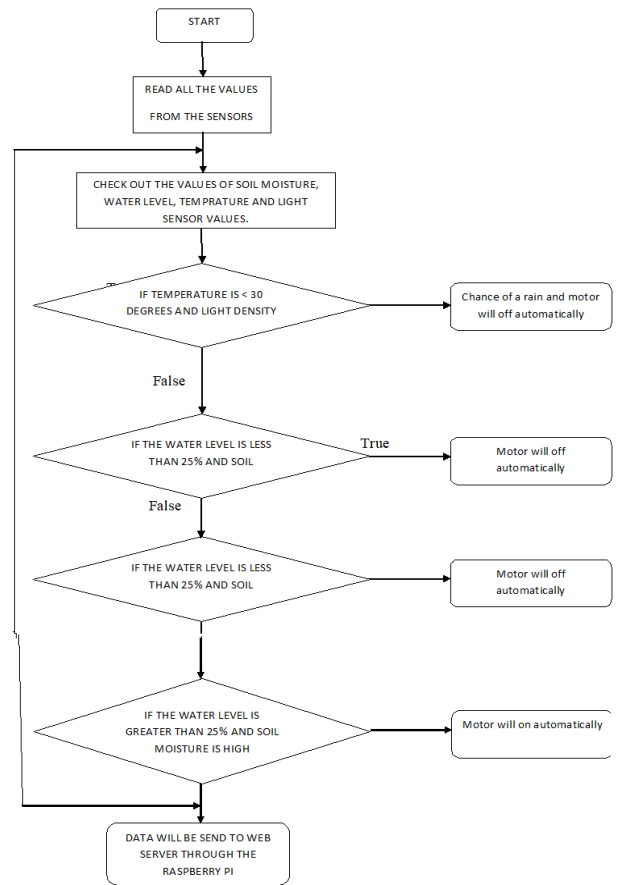 START
READ ALL THE VALUES
FROM THE SENSORS
CHECK OUT THE VALUES OF SOIL MOISTURE,
WATER LEVEL, TEMPRATURE AND LIGHT
SENSOR VALUES.
IF TEMPERATURE IS < 30
DEGREES AND LIGHT DENSITY
Chance of a rain and motor
will off automatically
False
IF THE WATER LEVEL IS LESS
THAN 25% AND SOIL
True
Motor will off
automatically
False
IF THE WATER LEVEL IS LESS
THAN 25% AND SOIL
Motor will off
automatically
IF THE WATER LEVEL IS
GREATER THAN 25% AND SOIL
MOISTURE IS HIGH
Motor will on automatically
DATA WILL BE SEND TO WEB
SERVER THROUGH THE
RASPBERRY PI